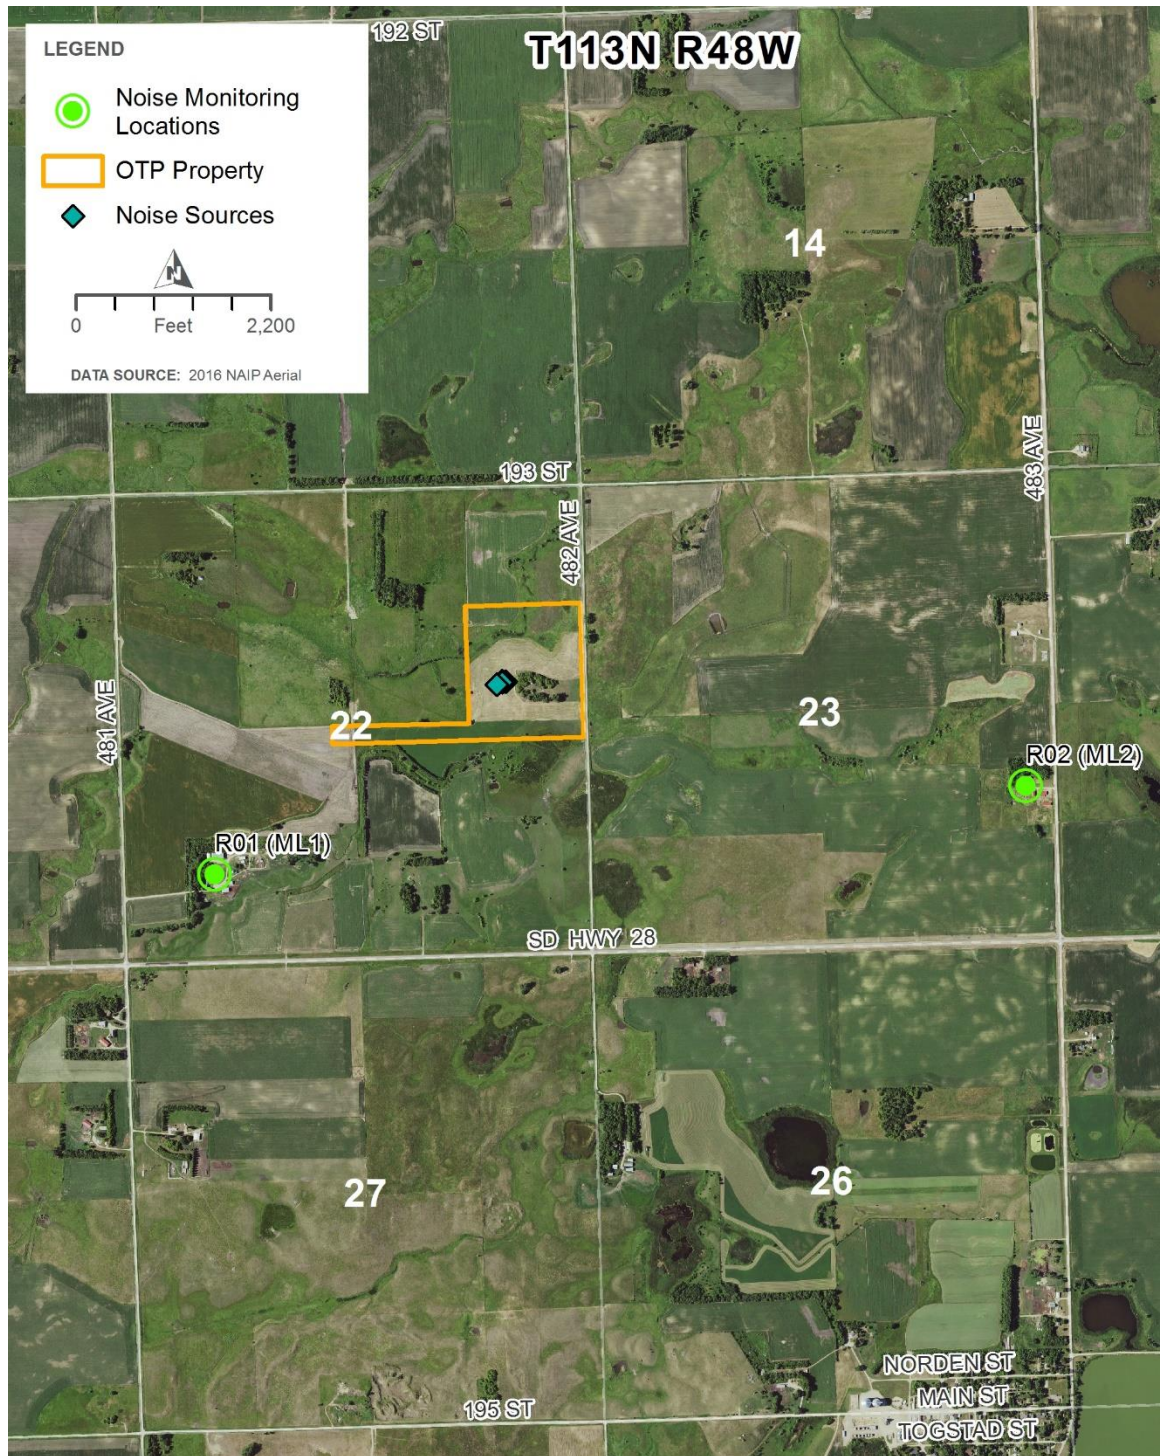 192 ST
T113N R48W
LEGEND
Noise Monitoring
Locations
OTP Property
Noise Sources
N
0 Feet 2,200
DATA SOURCE: 2016 NAIP Aerial
14
193 ST
483 AVE
482 AVE
481 AVE
22
23
R02 (ML2)
R01 (ML1)
SD HWY 28
27
26
NORDEN ST
MAIN ST
195 ST
TOGSTAD ST